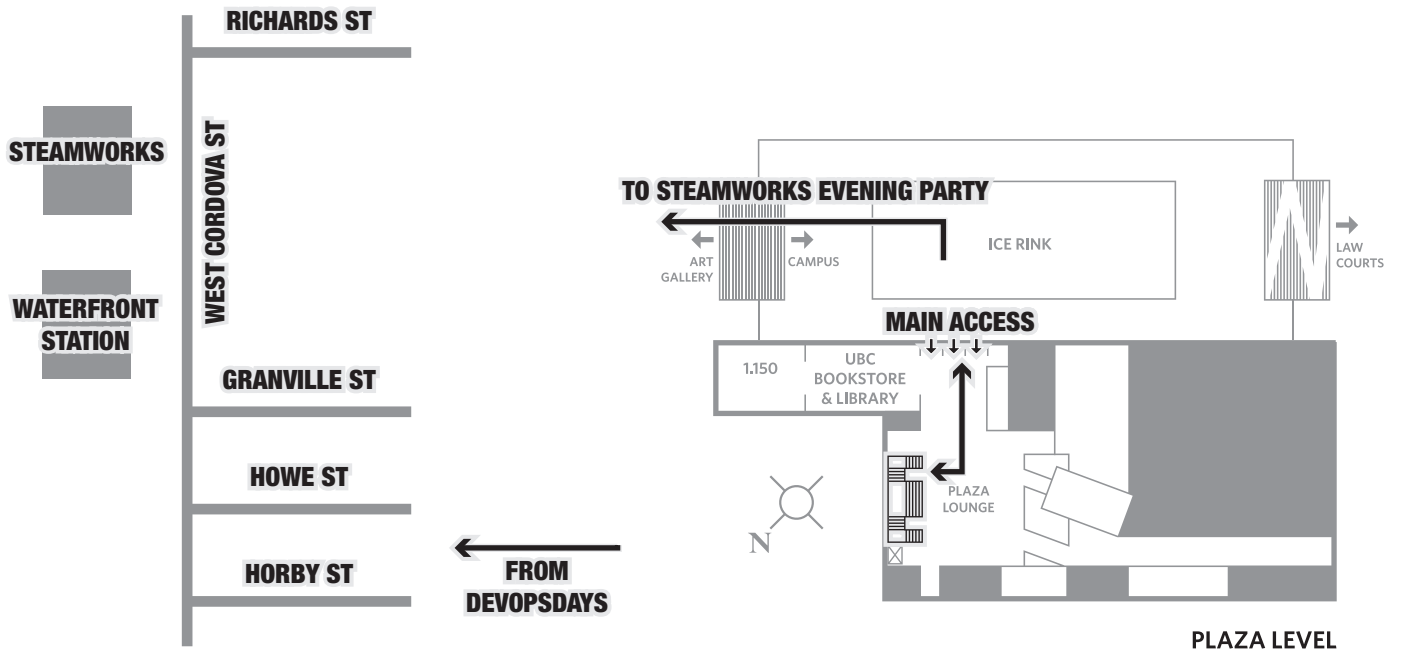 RICHARDS ST
STEAMWORKS
WEST CORDOVA ST
WATERFRONT
STATION
GRANVILLE ST
HOWE ST
HORBY ST
FROM
DEVOPSDAYS
TO STEAMWORKS EVENING PARTY
ICE RINK
ART
GALLERY
CAMPUS
LAW
COURTS
MAIN ACCESS
1.150
UBC
BOOKSTORE
& LIBRARY
PLAZA
LOUNGE
N
PLAZA LEVEL